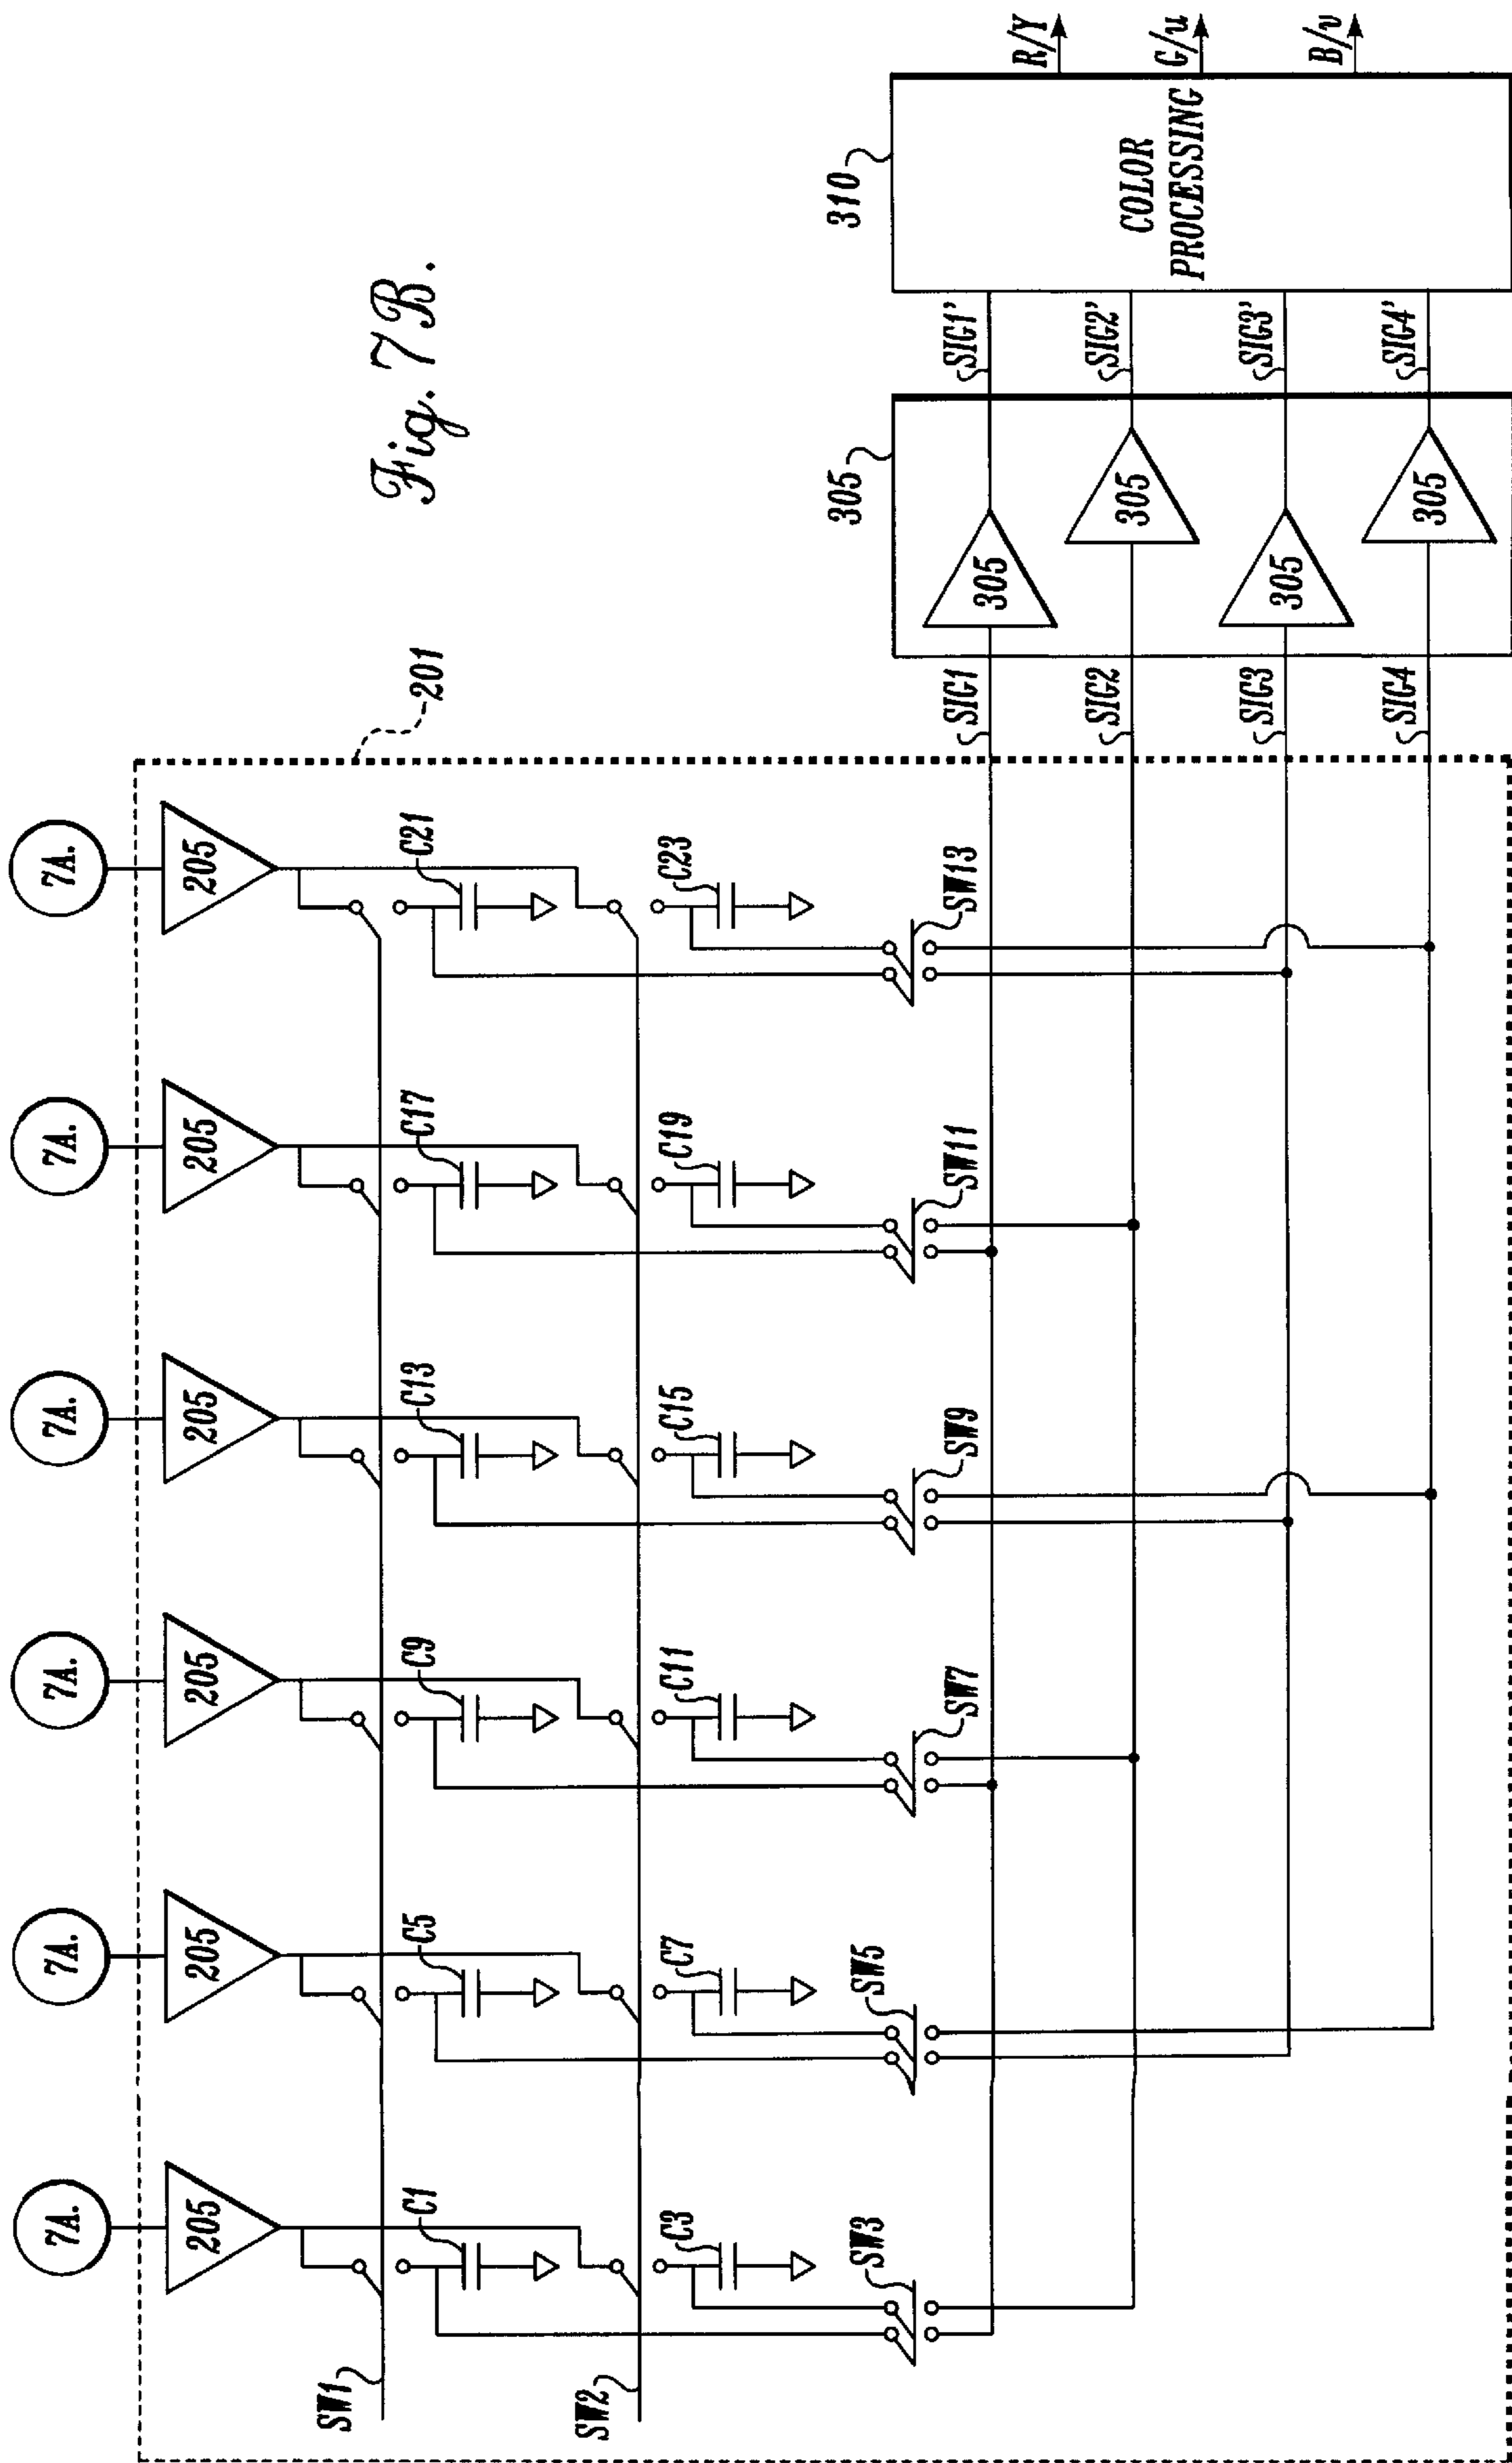 Fig. 7B.
7A.
7A.
7A.
7A.
7A.
7A.
201
205
205
205
205
205
205
SW1
C1
C5
C9
C13
C17
C21
SW2
C3
C7
C11
C15
C19
C23
SW3
SW5
SW7
SW9
SW11
SW13
305
310
SIG1
305
SIG1'
R/Y
SIG2
305
SIG2'
COLOR
PROCESSING
G/u
SIG3
305
SIG3'
B/v
SIG4
305
SIG4'